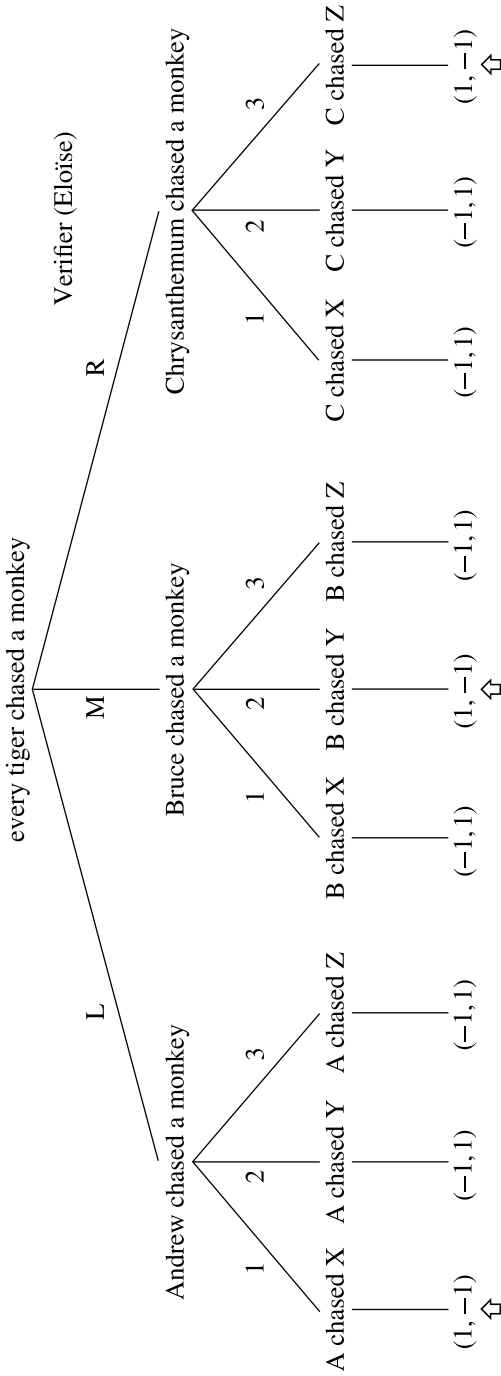 every tiger chased a monkey
Verifier (Eloïse)
L M R
Andrew chased a monkey Bruce chased a monkey Chrysanthemum chased a monkey
1 2 3 1 2 3 1 2 3
A chased X A chased Y A chased Z B chased X B chased Y B chased Z C chased X C chased Y C chased Z
(1, −1) (−1, 1) (−1, 1) (−1, 1) (1, −1) (−1, 1) (−1, 1) (−1, 1) (1, −1)